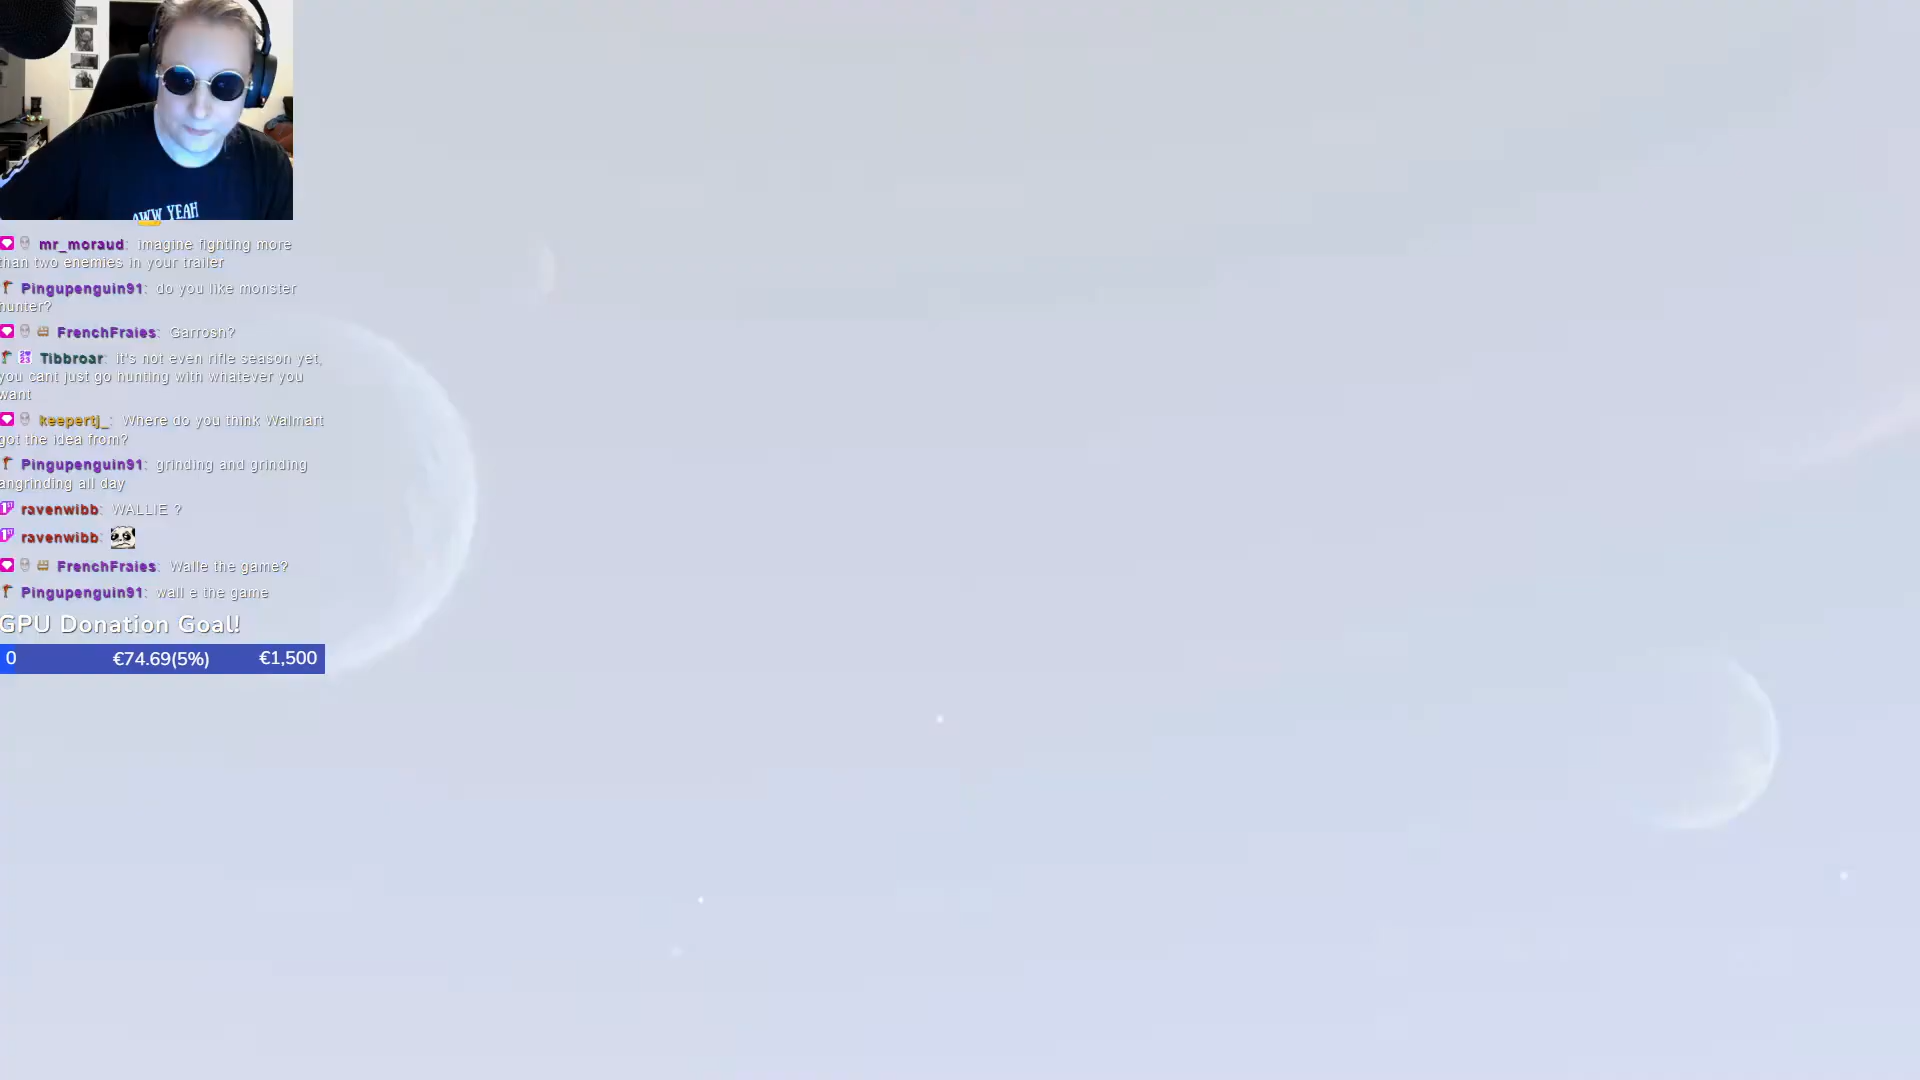 AWW YEAH
mr_moraud: imagine fighting more
than two enemies in your trailer
Pingupenguin91: do you like monster
hunter?
FrenchFraies: Garrosh?
Tibbroar: it's not even rifle season yet,
you cant just go hunting with whatever you
want
keepertj_: Where do you think Walmart
got the idea from?
Pingupenguin91: grinding and grinding
angrinding all day
ravenwibb: WALLIE ?
ravenwibb:
FrenchFraies: Walle the game?
Pingupenguin91: wall e the game
GPU Donation Goal!
0 €74.69(5%) €1,500